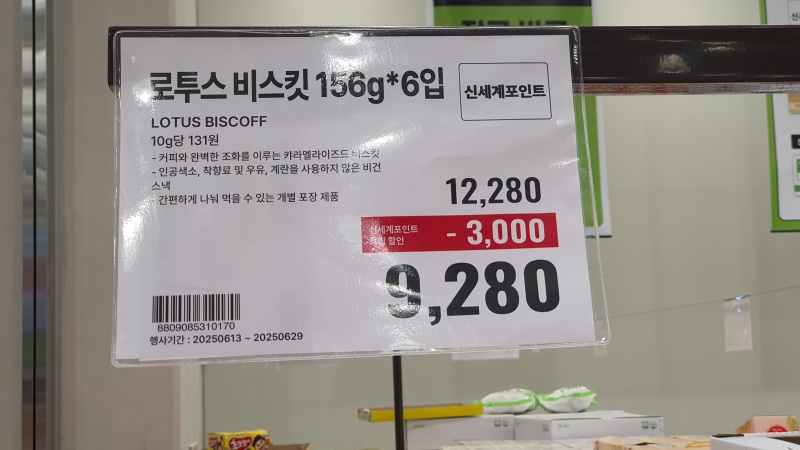 로투스 비스킷 156g*6입
신세계포인트
LOTUS BISCOFF
10g당 131원
- 커피와 완벽한 조화를 이루는 캬라멜라이즈드 비스킷
- 인공색소, 착향료 및 우유, 계란을 사용하지 않은 비건
스낵
- 간편하게 나눠 먹을 수 있는 개별 포장 제품
12,280
신세계포인트
할인
- 3,000
9,280
8809085310170
행사기간 : 20250613 ~ 20250629